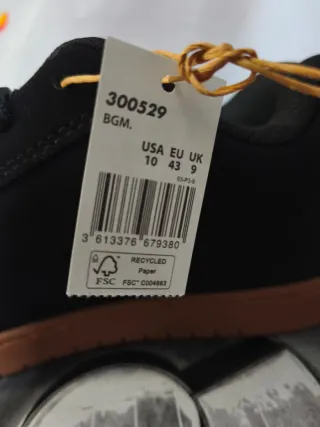 300529
BGM.
USA EU UK
10 43 9
3 613376 679380
FSC
RECYCLED
Paper
FSC® C004663